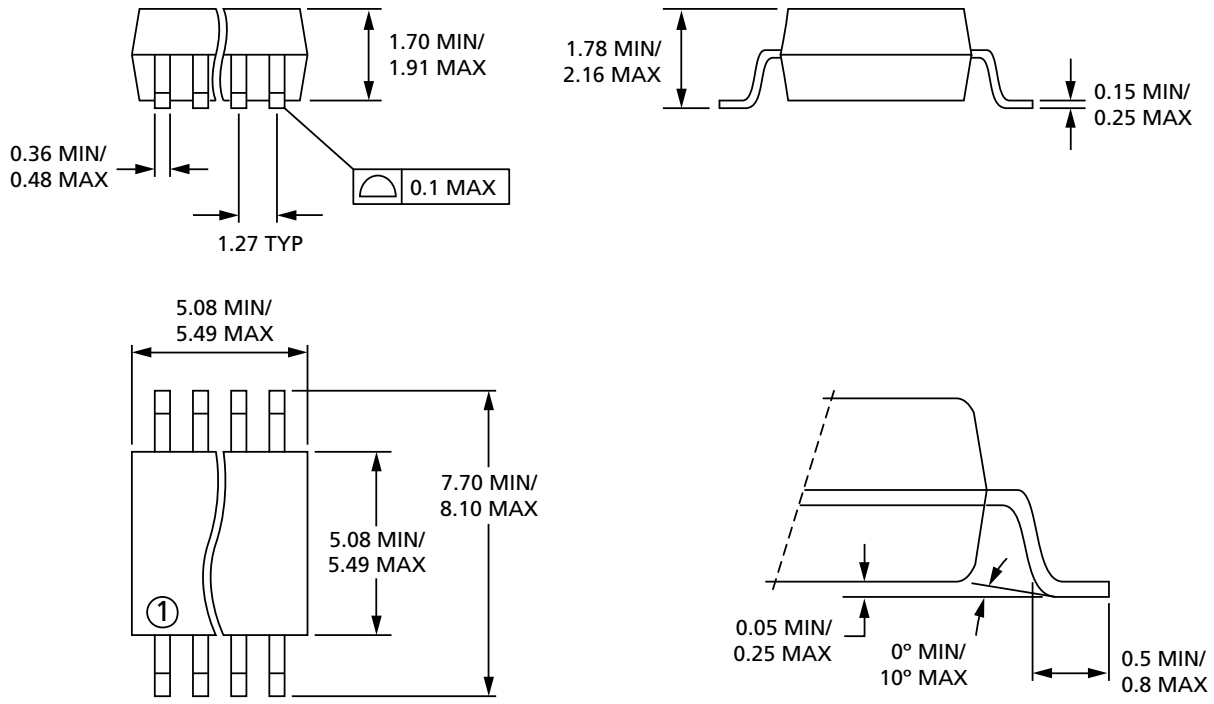 1.70 MIN/
1.91 MAX
1.78 MIN/
2.16 MAX
0.15 MIN/
0.25 MAX
0.36 MIN/
0.48 MAX
0.1 MAX
1.27 TYP
5.08 MIN/
5.49 MAX
7.70 MIN/
8.10 MAX
5.08 MIN/
5.49 MAX
1
0.05 MIN/
0.25 MAX
0° MIN/
10° MAX
0.5 MIN/
0.8 MAX